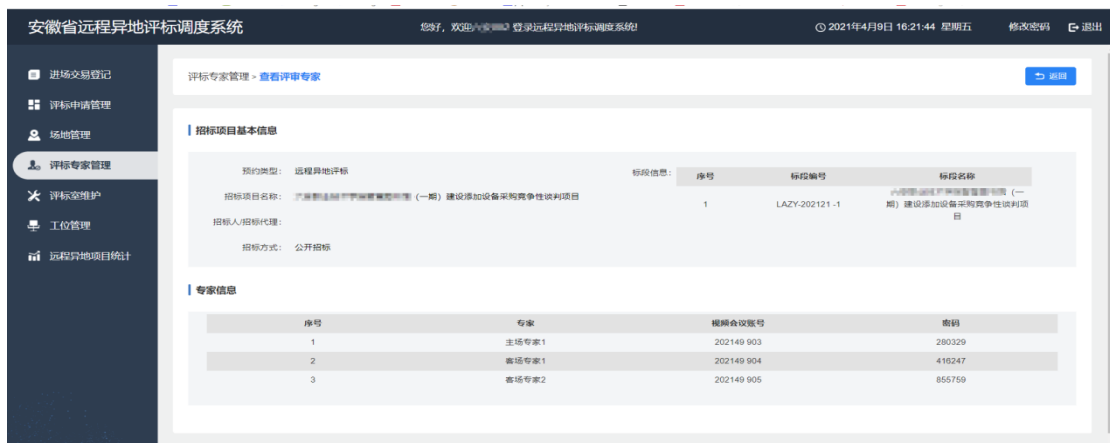 安徽省远程异地评标调度系统
您好，欢迎 登录远程异地评标调度系统!
2021年4月9日 16:21:44 星期五
修改密码
退出
进场交易登记
评标申请管理
场地管理
评标专家管理
评标室维护
工位管理
远程异地项目统计
评标专家管理 > 查看评审专家
返回
招标项目基本信息
预约类型： 远程异地评标
招标项目名称： （一期）建设添加设备采购竞争性谈判项目
招标人/招标代理：
招标方式： 公开招标
标段信息：
序号 标段编号 标段名称
1 LAZY-202121 -1 （一
期）建设添加设备采购竞争性谈判项
目
专家信息
序号 专家 视频会议账号 密码
1 主场专家1 202149 903 280329
2 客场专家1 202149 904 416247
3 客场专家2 202149 905 855759